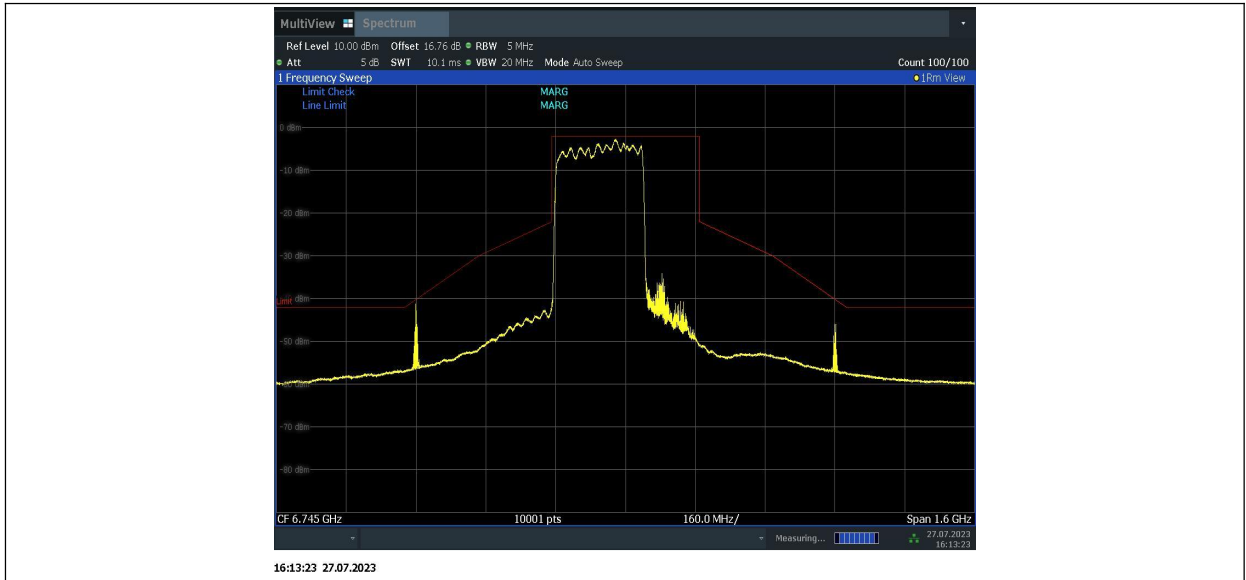 MultiView Spectrum
Ref Level 10.00 dBm Offset 16.76 dB RBW 5 MHz
Att 5 dB SWT 10.1 ms VBW 20 MHz Mode Auto Sweep Count 100/100
1 Frequency Sweep 1Rm View
Limit Check MARG
Line Limit MARG
0 dBm
-10 dBm
-20 dBm
-30 dBm
Limit dBm
-50 dBm
-60 dBm
-70 dBm
-80 dBm
CF 6.745 GHz 10001 pts 160.0 MHz/ Span 1.6 GHz
Measuring... 27.07.2023
16:13:23
16:13:23 27.07.2023